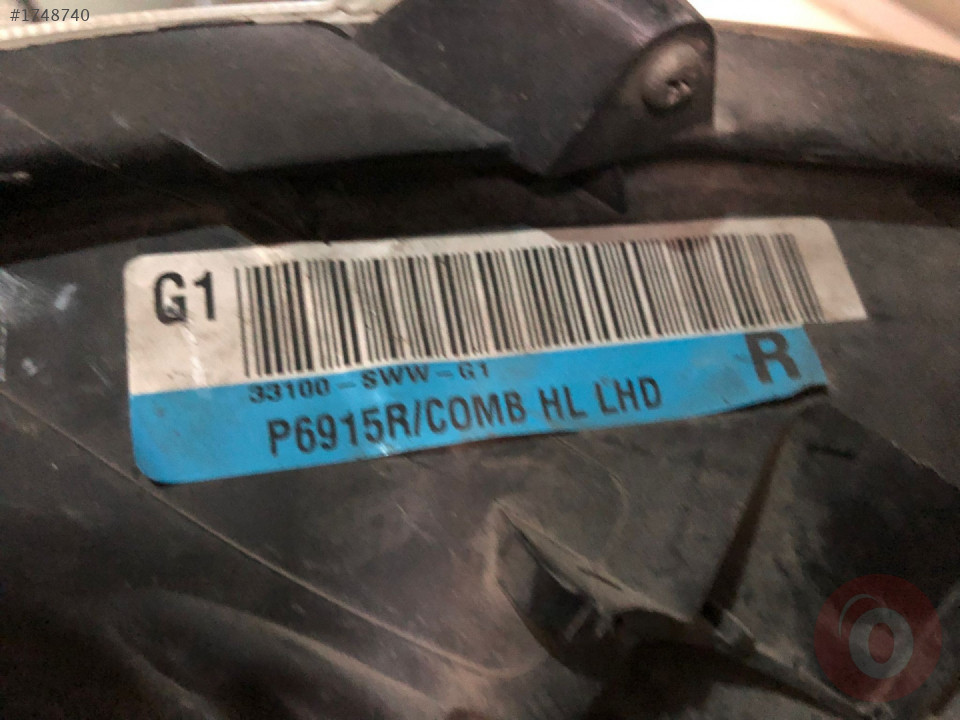 #1748740
G1
33100-SWW-G1
R
P6915R/COMB HL LHD